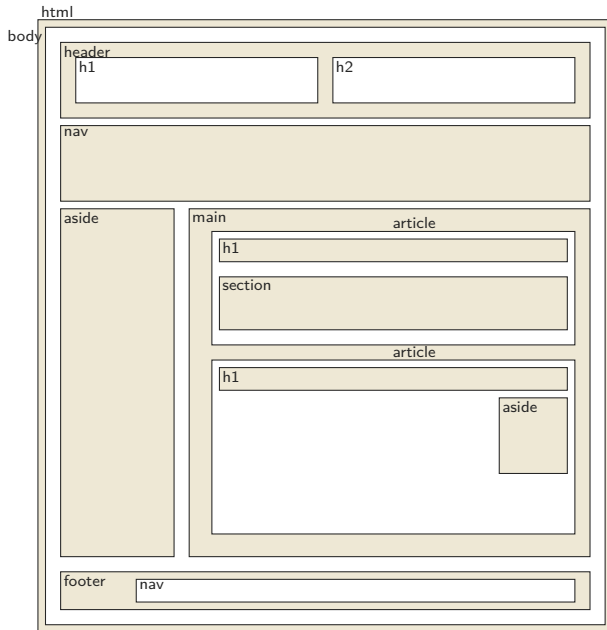 html
body
header
h1
h2
nav
aside
main
article
h1
section
article
h1
aside
footer
nav